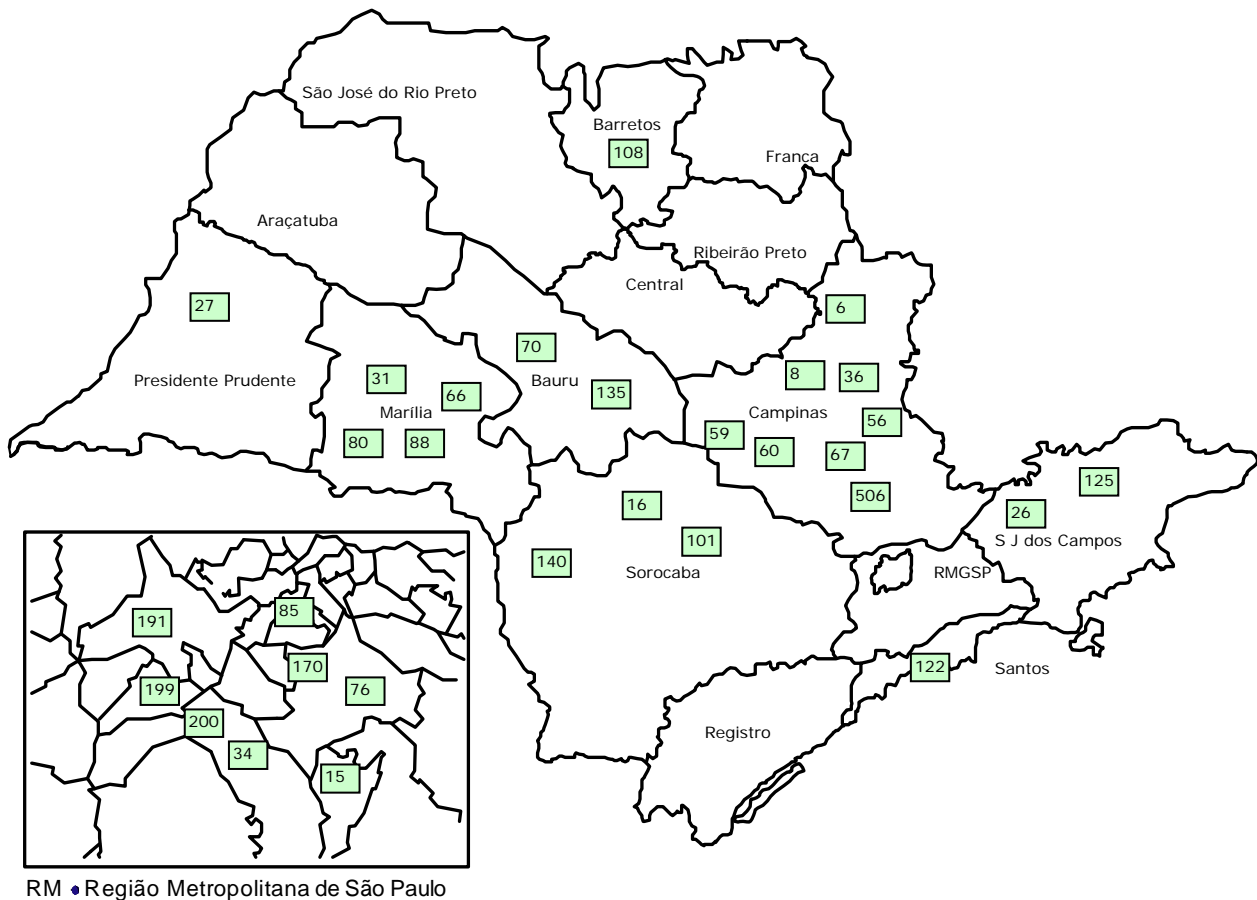 São José do Rio Preto
Barretos
108
Franca
Araçatuba
Ribeirão Preto
Central
27
6
70
Presidente Prudente
31
66
Marília
80
88
Bauru
135
8
36
Campinas
56
59
60
67
506
125
26
S J dos Campos
16
101
140
Sorocaba
RMGSP
122
Santos
Registro
191
85
170
199
76
200
34
15
RM • Região Metropolitana de São Paulo